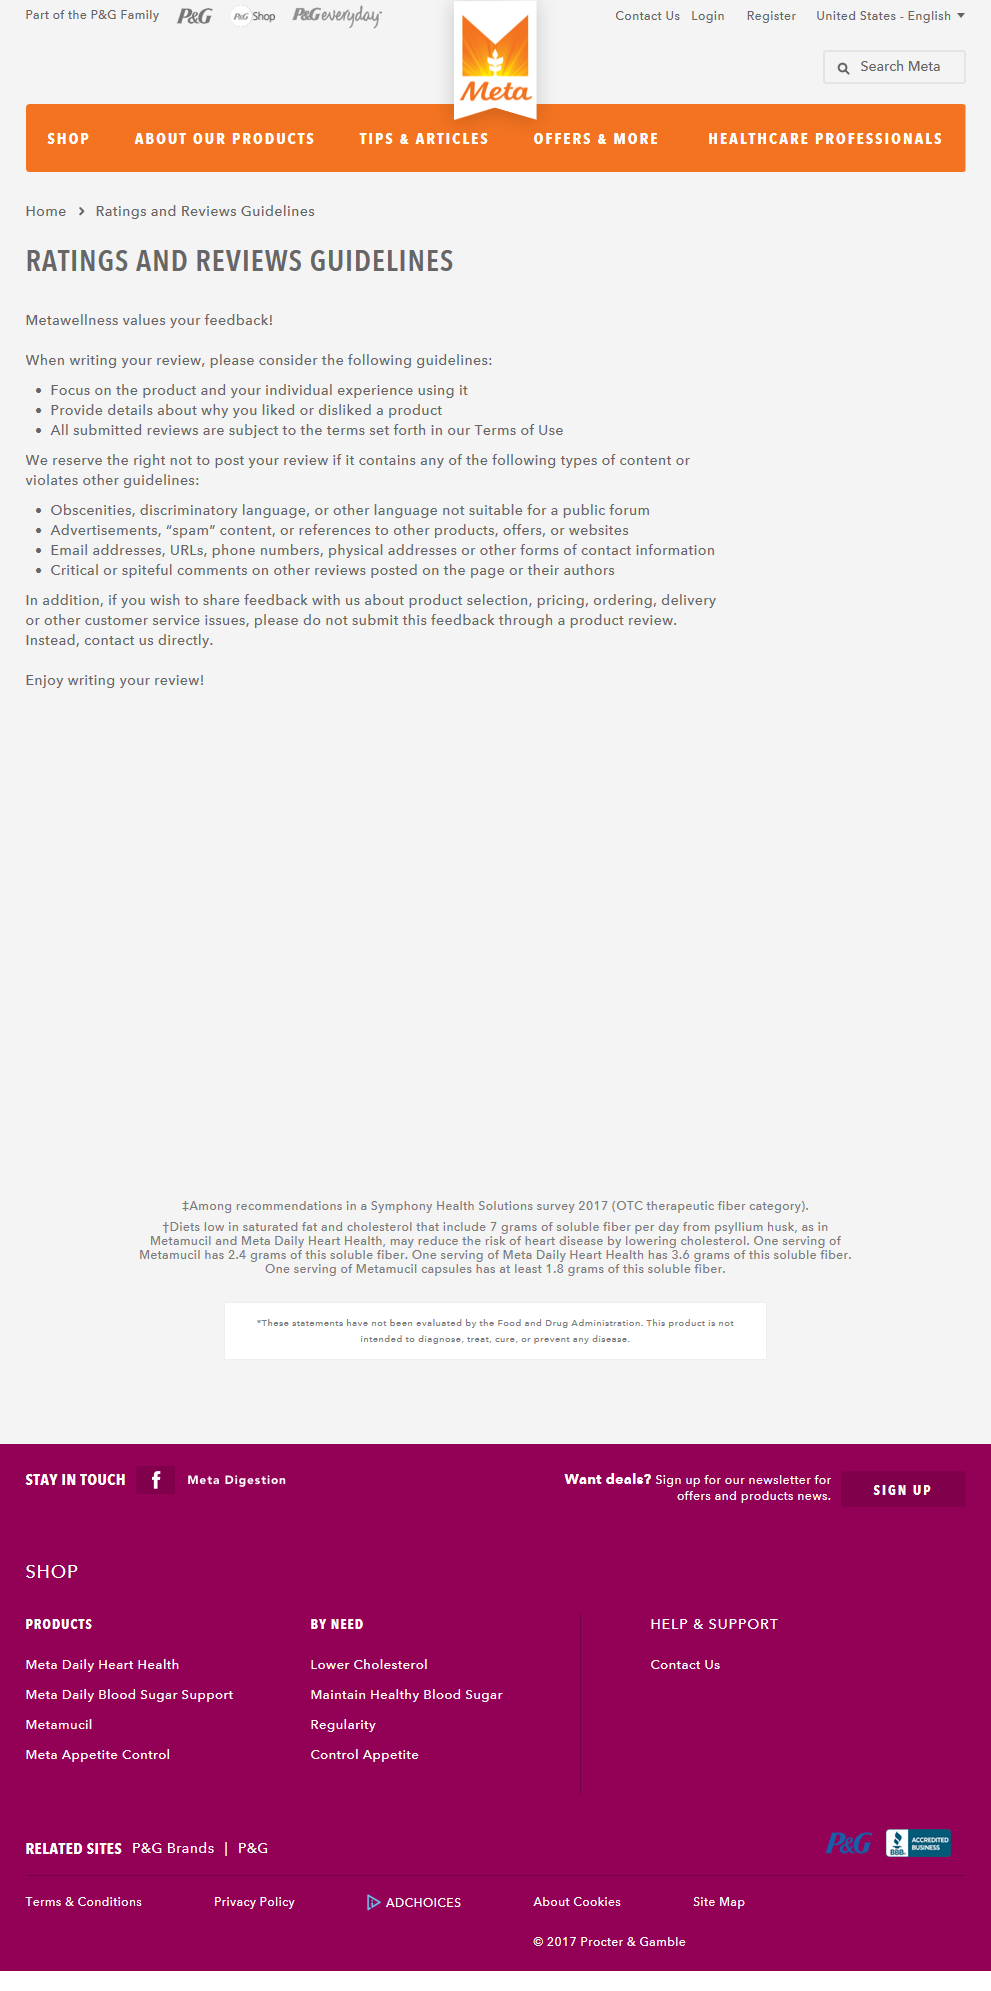 Part of the P&G Family P&G P&G Shop P&G everyday™ Contact Us Login Register United States - English
Search Meta
Meta
SHOP ABOUT OUR PRODUCTS TIPS & ARTICLES OFFERS & MORE HEALTHCARE PROFESSIONALS
Home > Ratings and Reviews Guidelines
RATINGS AND REVIEWS GUIDELINES
Metawellness values your feedback!
When writing your review, please consider the following guidelines:
• Focus on the product and your individual experience using it
• Provide details about why you liked or disliked a product
• All submitted reviews are subject to the terms set forth in our Terms of Use
We reserve the right not to post your review if it contains any of the following types of content or
violates other guidelines:
• Obscenities, discriminatory language, or other language not suitable for a public forum
• Advertisements, “spam” content, or references to other products, offers, or websites
• Email addresses, URLs, phone numbers, physical addresses or other forms of contact information
• Critical or spiteful comments on other reviews posted on the page or their authors
In addition, if you wish to share feedback with us about product selection, pricing, ordering, delivery
or other customer service issues, please do not submit this feedback through a product review.
Instead, contact us directly.
Enjoy writing your review!
‡Among recommendations in a Symphony Health Solutions survey 2017 (OTC therapeutic fiber category).
†Diets low in saturated fat and cholesterol that include 7 grams of soluble fiber per day from psyllium husk, as in
Metamucil and Meta Daily Heart Health, may reduce the risk of heart disease by lowering cholesterol. One serving of
Metamucil has 2.4 grams of this soluble fiber. One serving of Meta Daily Heart Health has 3.6 grams of this soluble fiber.
One serving of Metamucil capsules has at least 1.8 grams of this soluble fiber.
*These statements have not been evaluated by the Food and Drug Administration. This product is not
intended to diagnose, treat, cure, or prevent any disease.
STAY IN TOUCH f Meta Digestion
Want deals? Sign up for our newsletter for
offers and products news.
SIGN UP
SHOP
PRODUCTS
Meta Daily Heart Health
Meta Daily Blood Sugar Support
Metamucil
Meta Appetite Control
BY NEED
Lower Cholesterol
Maintain Healthy Blood Sugar
Regularity
Control Appetite
HELP & SUPPORT
Contact Us
RELATED SITES P&G Brands | P&G
P&G
BBB.
ACCREDITED
BUSINESS
Terms & Conditions Privacy Policy ADCHOICES About Cookies Site Map
© 2017 Procter & Gamble